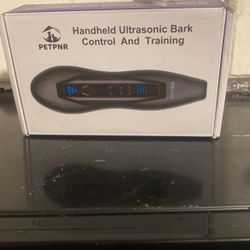 PETPNR
Handheld Ultrasonic Bark
Control And Training